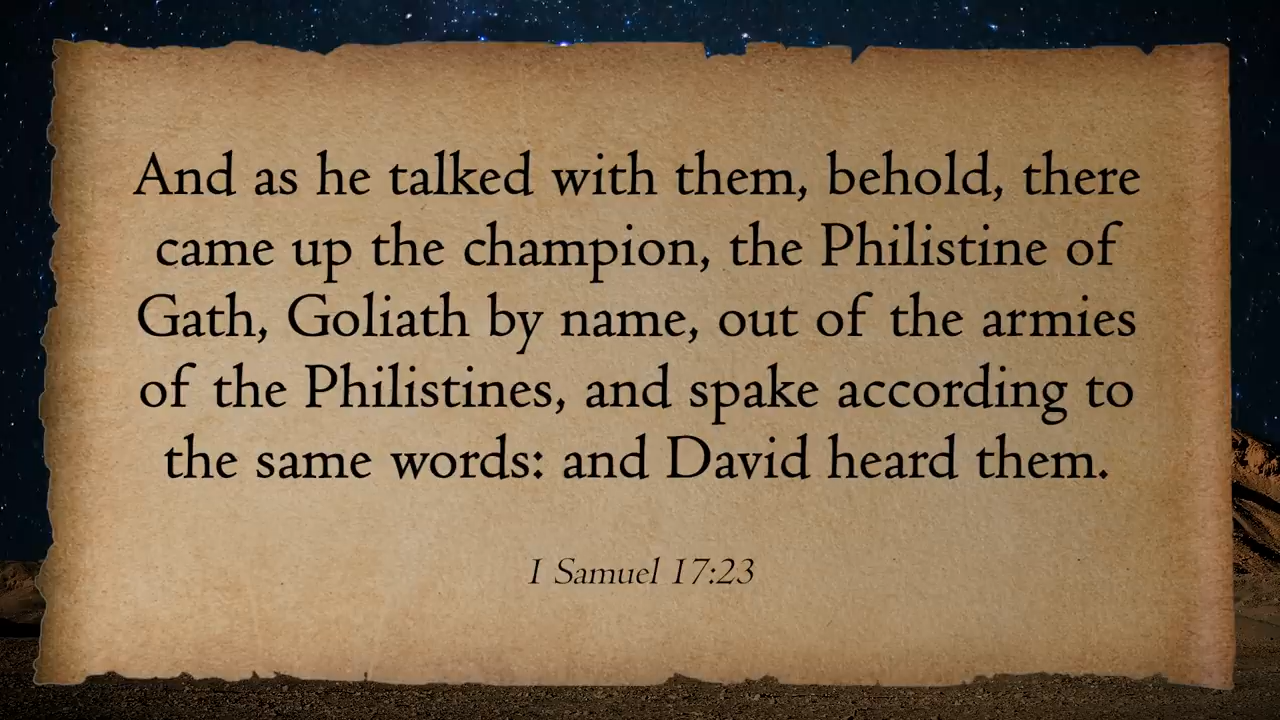 And as he talked with them, behold, there
came up the champion, the Philistine of
Gath, Goliath by name, out of the armies
of the Philistines, and spake according to
the same words: and David heard them.
I Samuel 17:23